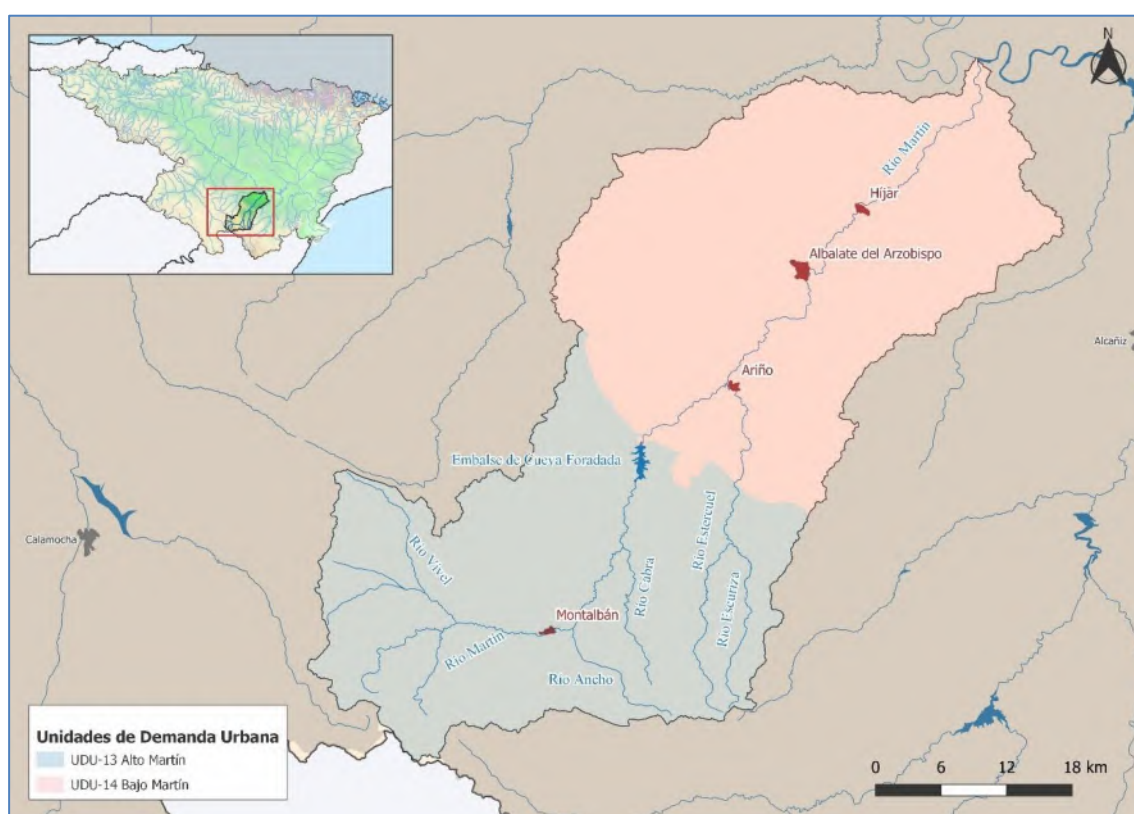 N
Río Martín
Híjar
Albalate del Arzobispo
Alcañiz
Ariño
Embalse de Cueva Foradada
Calamocha
Río Vivel
Río Estercuel
Río Cabra
Río Escuriza
Montalbán
Río Martín
Río Ancho
Unidades de Demanda Urbana
UDU-13 Alto Martín
UDU-14 Bajo Martín
0 6 12 18 km